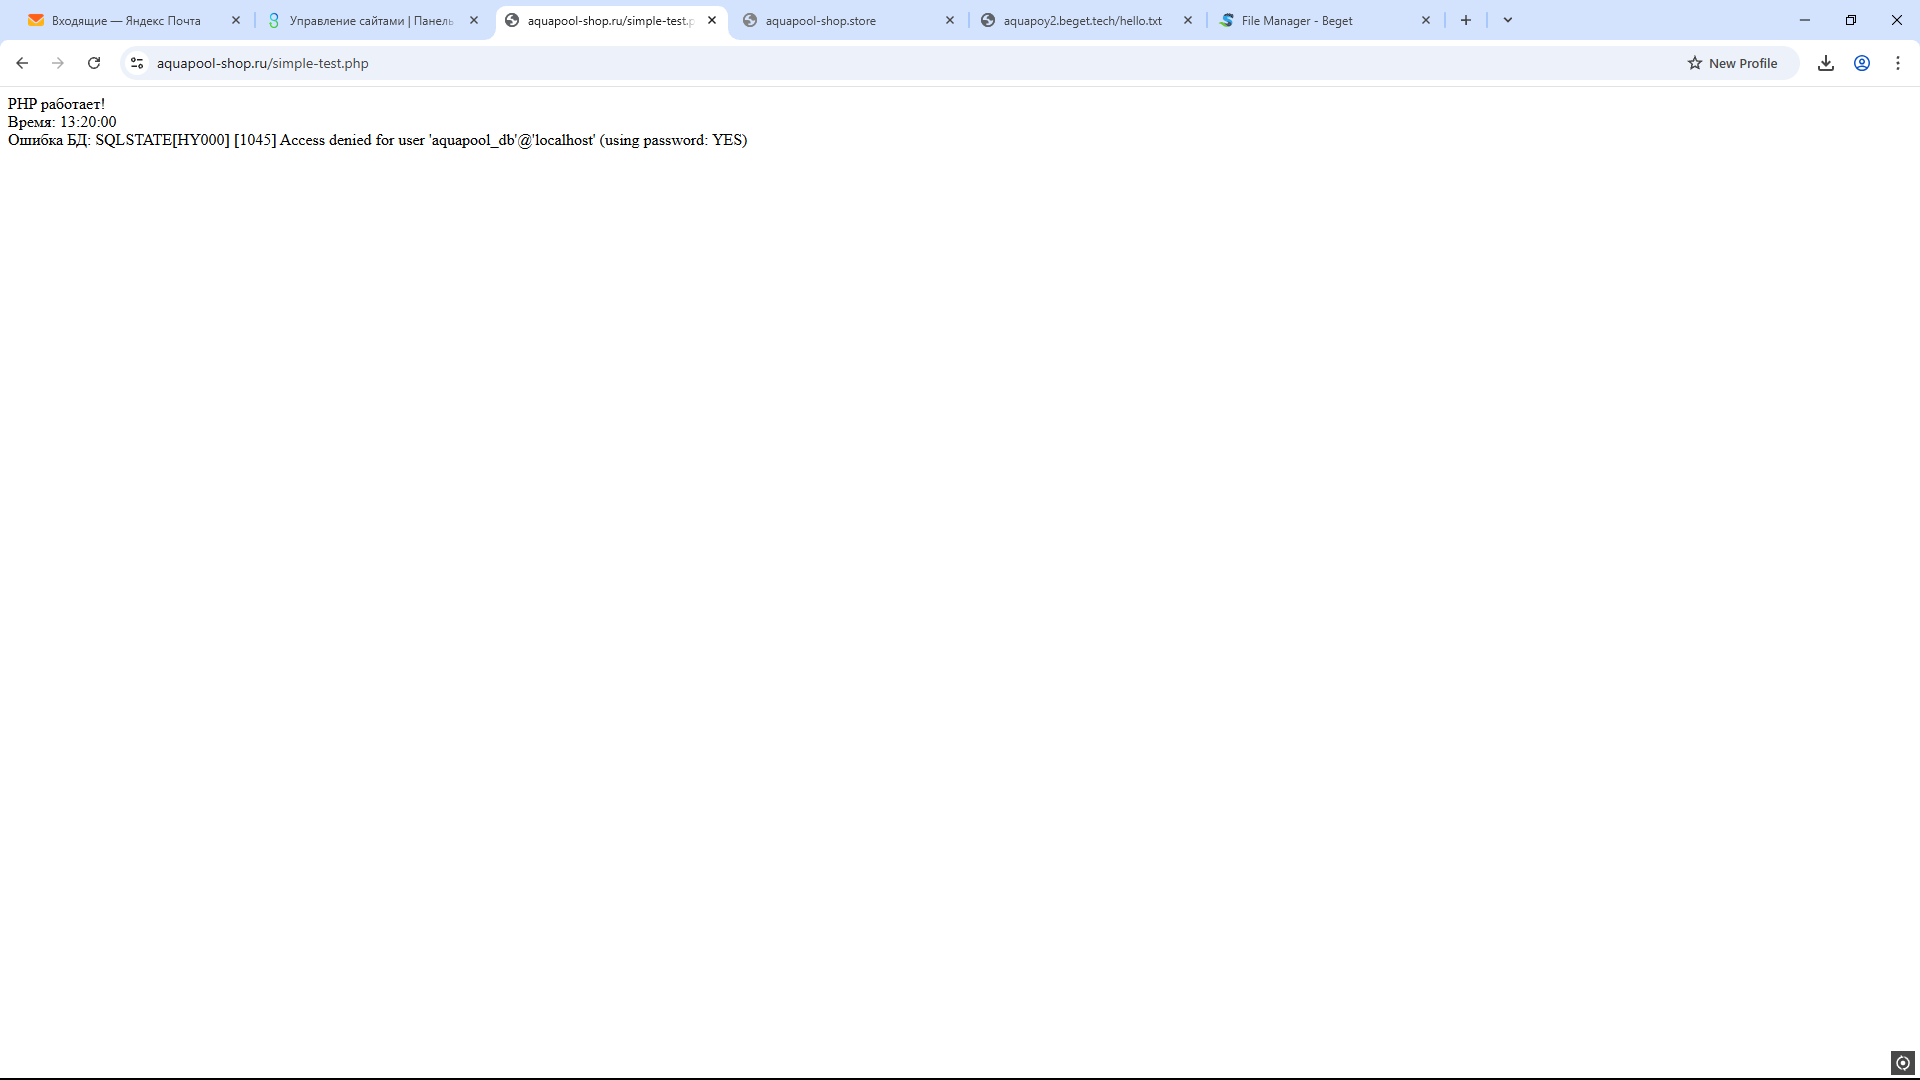 Входящие — Яндекс Почта
Управление сайтами | Панель
aquapool-shop.ru/simple-test.p
aquapool-shop.store
aquapoy2.beget.tech/hello.txt
File Manager - Beget
aquapool-shop.ru/simple-test.php
New Profile
PHP работает!
Время: 13:20:00
Ошибка БД: SQLSTATE[HY000] [1045] Access denied for user 'aquapool_db'@'localhost' (using password: YES)